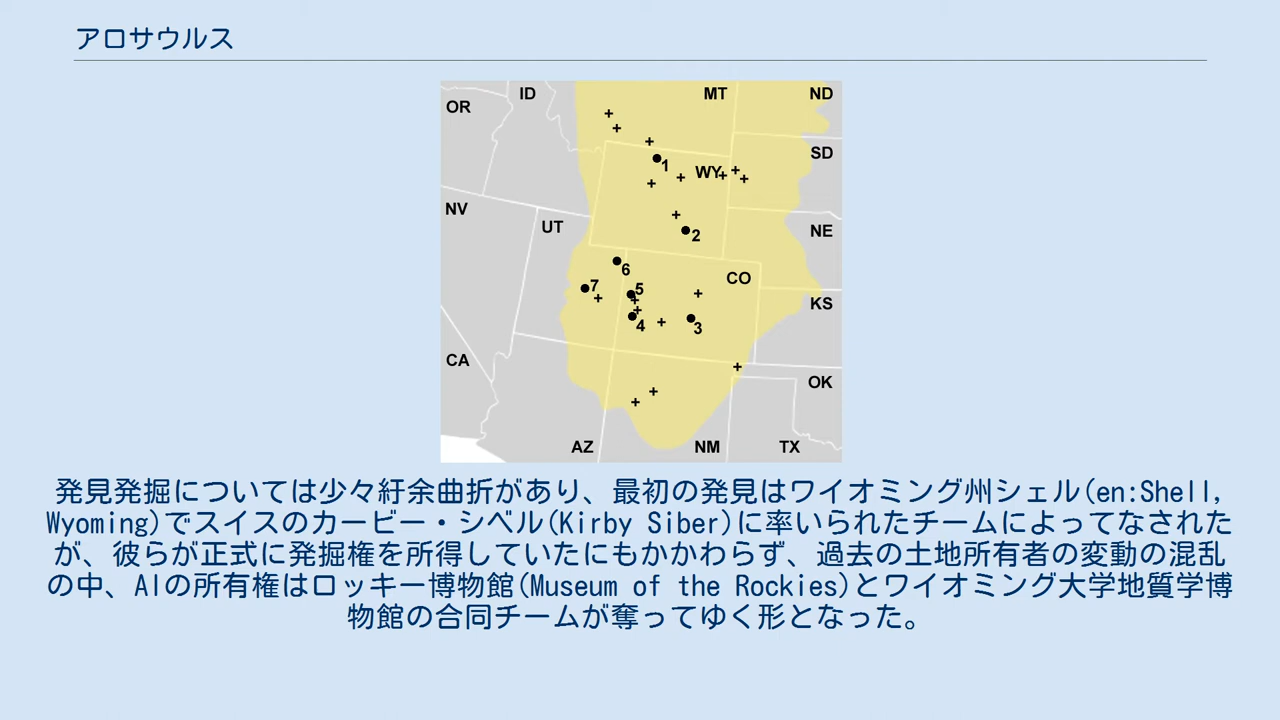 アロサウルス
OR
ID
MT
ND
SD
1
WY
NV
UT
2
NE
6
CO
7
5
KS
4
3
CA
OK
AZ
NM
TX
発見発掘については少々紆余曲折があり、最初の発見はワイオミング州シェル(en:Shell,
Wyoming)でスイスのカービー・シベル(Kirby Siber)に率いられたチームによってなされた
が、彼らが正式に発掘権を所得していたにもかかわらず、過去の土地所有者の変動の混乱
の中、AIの所有権はロッキー博物館(Museum of the Rockies)とワイオミング大学地質学博
物館の合同チームが奪ってゆく形となった。